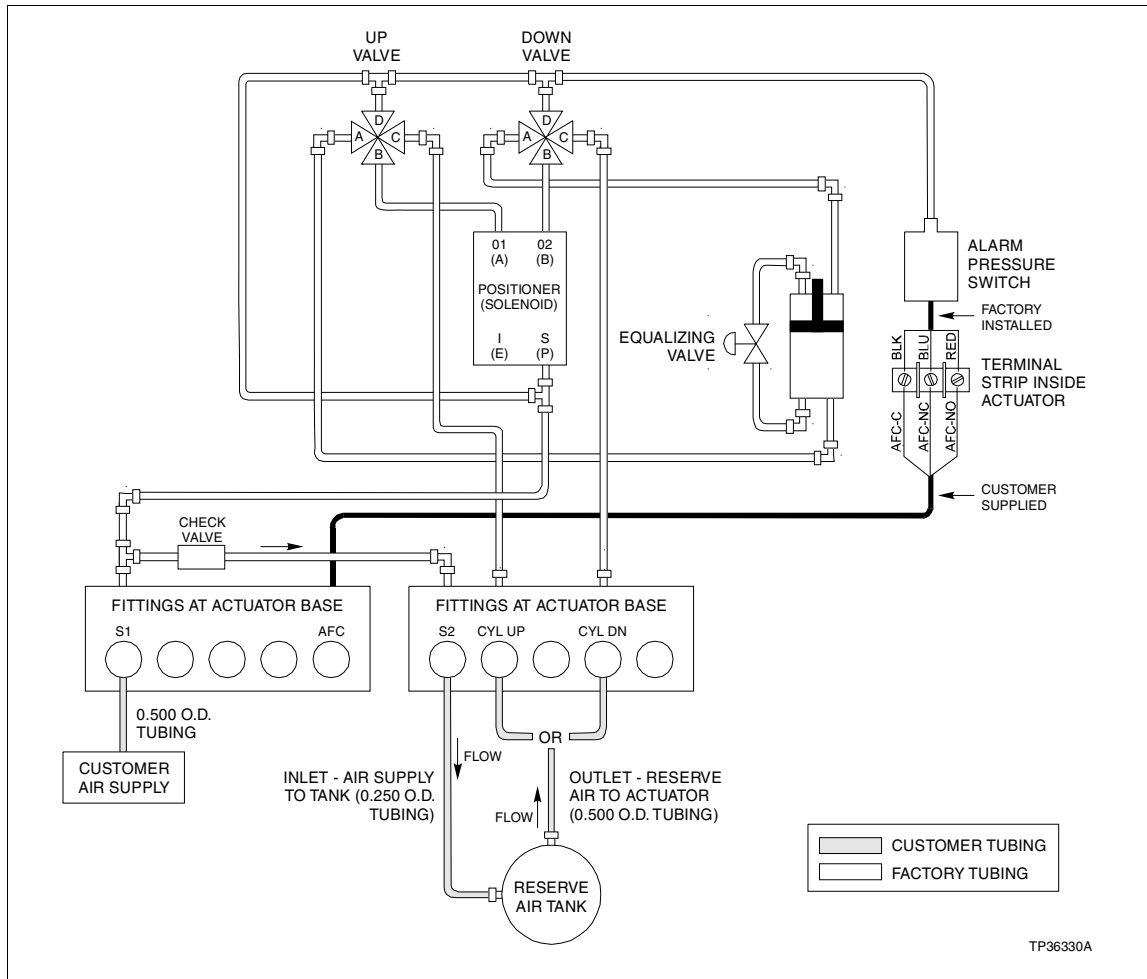 UP
VALVE
DOWN
VALVE
D
A
C
B
D
A
C
B
01
(A)
02
(B)
POSITIONER
(SOLENOID)
I
(E)
S
(P)
EQUALIZING
VALVE
ALARM
PRESSURE
SWITCH
FACTORY
INSTALLED
BLK
BLU
RED
TERMINAL
STRIP INSIDE
ACTUATOR
AFC-C
AFC-NC
AFC-NO
CUSTOMER
SUPPLIED
CHECK
VALVE
FITTINGS AT ACTUATOR BASE
S1
AFC
FITTINGS AT ACTUATOR BASE
S2
CYL UP
CYL DN
0.500 O.D.
TUBING
CUSTOMER
AIR SUPPLY
OR
FLOW
INLET - AIR SUPPLY
TO TANK (0.250 O.D.
TUBING)
FLOW
OUTLET - RESERVE
AIR TO ACTUATOR
(0.500 O.D. TUBING)
RESERVE
AIR TANK
CUSTOMER TUBING
FACTORY TUBING
TP36330A